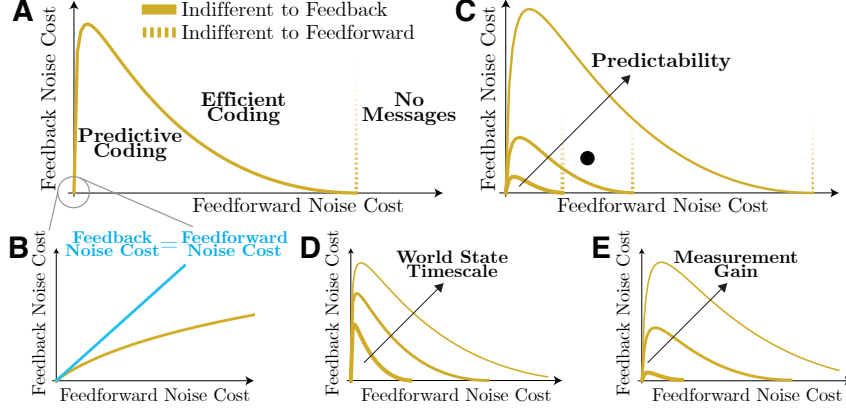 A
Indifferent to Feedback
Indifferent to Feedforward
Feedback Noise Cost
Predictive
Coding
Efficient
Coding
No
Messages
Feedforward Noise Cost
C
Feedback Noise Cost
Predictability
Feedforward Noise Cost
B
Feedback Noise Cost
Feedback
Noise Cost
=
Feedforward
Noise Cost
Feedforward Noise Cost
D
Feedback Noise Cost
World State
Timescale
Feedforward Noise Cost
E
Feedback Noise Cost
Measurement
Gain
Feedforward Noise Cost